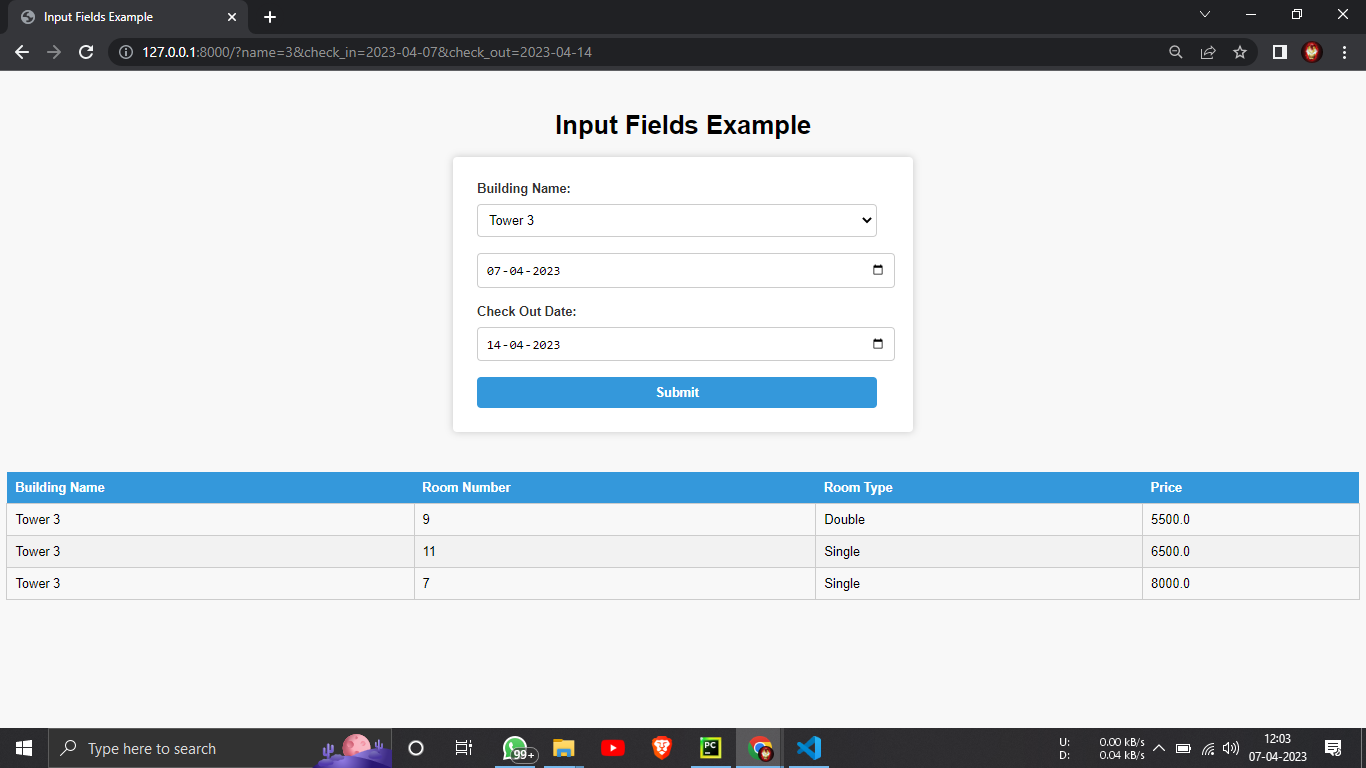 Input Fields Example
127.0.0.1:8000/?name=3&check_in=2023-04-07&check_out=2023-04-14
Input Fields Example
Building Name:
Tower 3
07-04-2023
Check Out Date:
14-04-2023
Submit
Building Name Room Number Room Type Price
Tower 3 9 Double 5500.0
Tower 3 11 Single 6500.0
Tower 3 7 Single 8000.0
Type here to search
99+
PC
U: 0.00 kB/s
D: 0.04 kB/s
12:03
07-04-2023